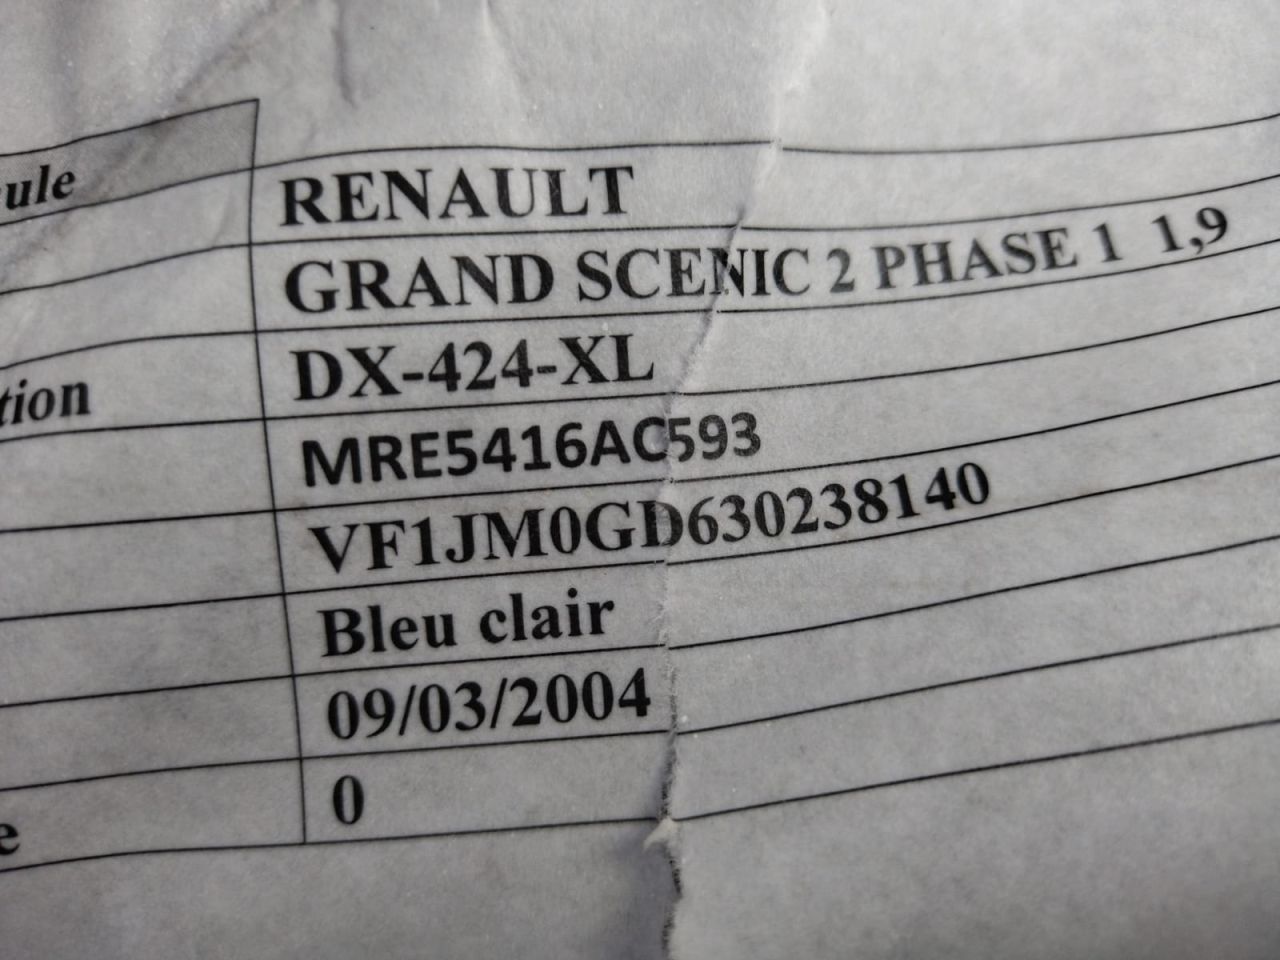 ule RENAULT
GRAND SCENIC 2 PHASE 1 1,9
tion DX-424-XL
MRE5416AC593
VF1JM0GD630238140
Bleu clair
09/03/2004
e 0